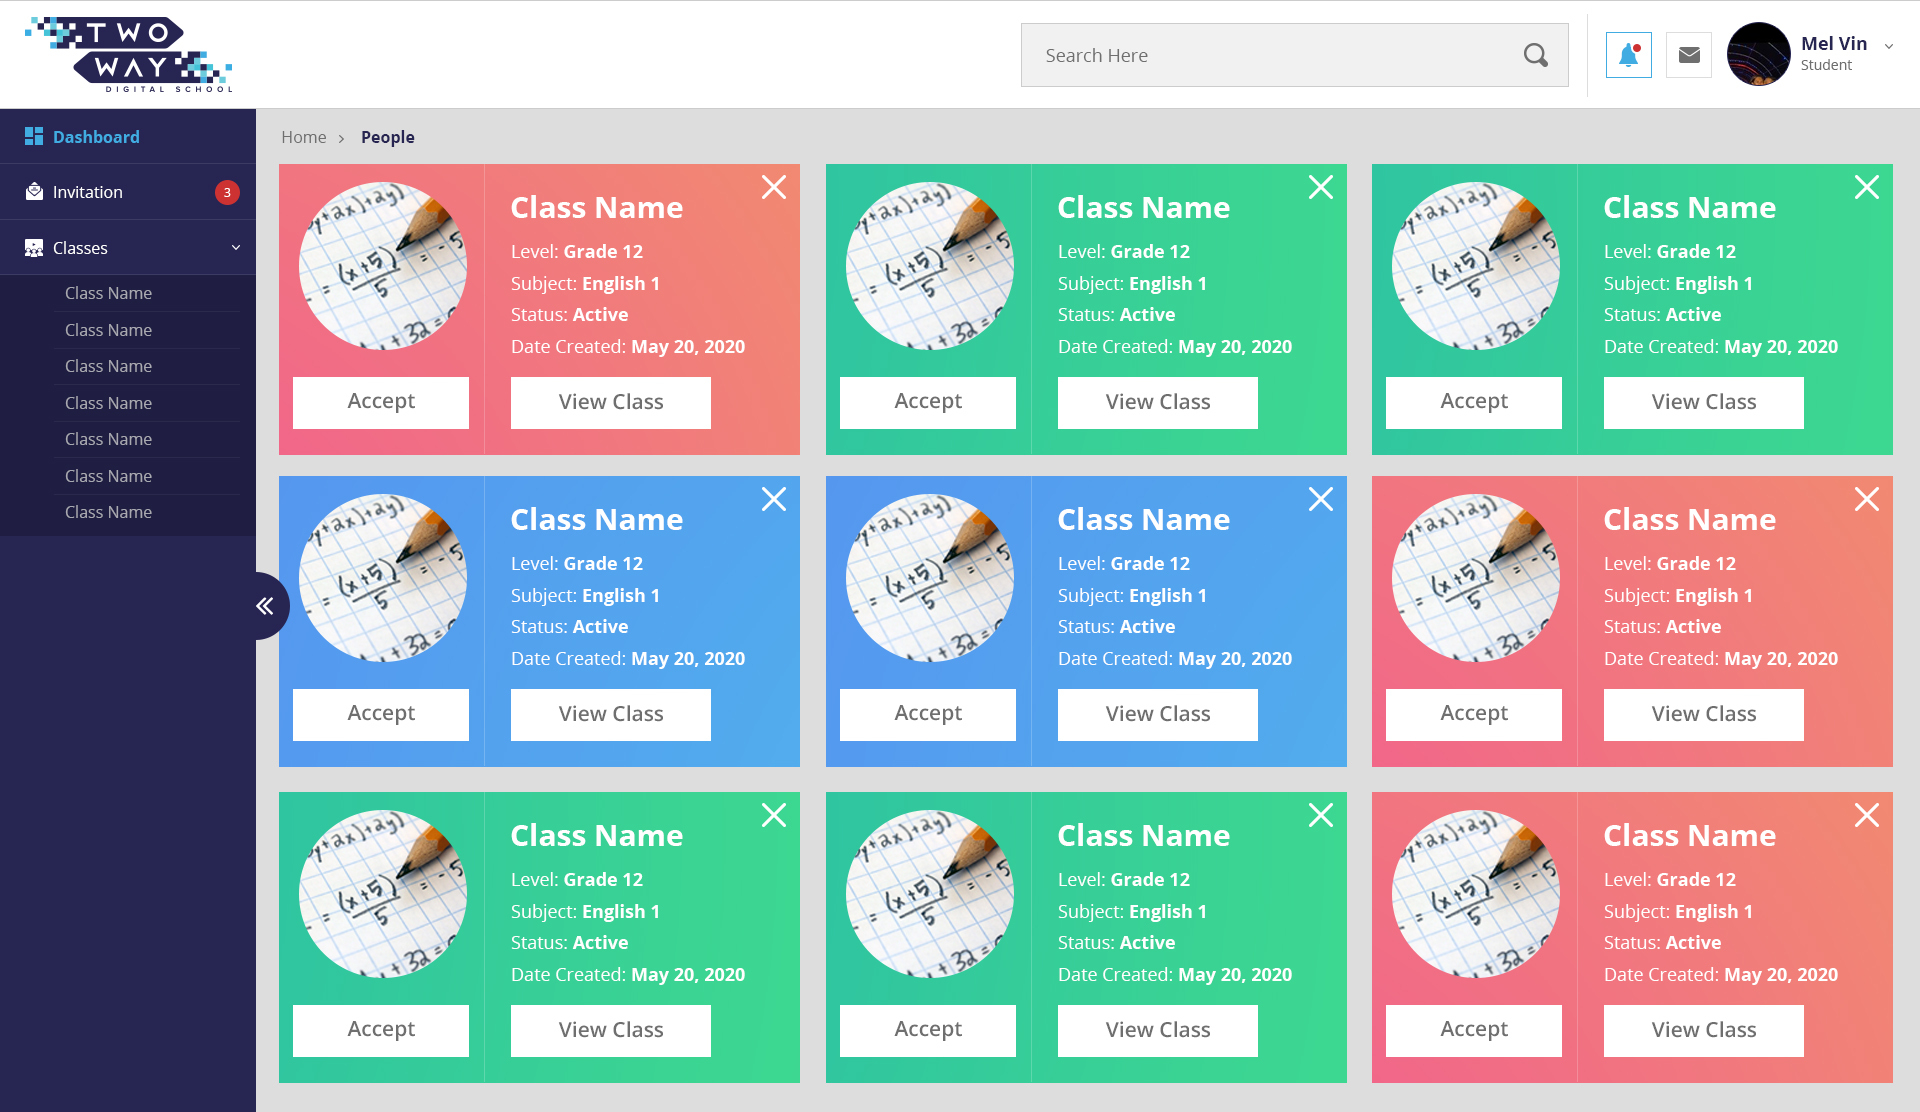 TWO
WAY
DIGITAL SCHOOL
Search Here
Mel Vin
Student
Dashboard
Invitation 3
Classes
Class Name
Class Name
Class Name
Class Name
Class Name
Class Name
Class Name
Home > People
Class Name
Level: Grade 12
Subject: English 1
Status: Active
Date Created: May 20, 2020
Accept
View Class
Class Name
Level: Grade 12
Subject: English 1
Status: Active
Date Created: May 20, 2020
Accept
View Class
Class Name
Level: Grade 12
Subject: English 1
Status: Active
Date Created: May 20, 2020
Accept
View Class
Class Name
Level: Grade 12
Subject: English 1
Status: Active
Date Created: May 20, 2020
Accept
View Class
Class Name
Level: Grade 12
Subject: English 1
Status: Active
Date Created: May 20, 2020
Accept
View Class
Class Name
Level: Grade 12
Subject: English 1
Status: Active
Date Created: May 20, 2020
Accept
View Class
Class Name
Level: Grade 12
Subject: English 1
Status: Active
Date Created: May 20, 2020
Accept
View Class
Class Name
Level: Grade 12
Subject: English 1
Status: Active
Date Created: May 20, 2020
Accept
View Class
Class Name
Level: Grade 12
Subject: English 1
Status: Active
Date Created: May 20, 2020
Accept
View Class